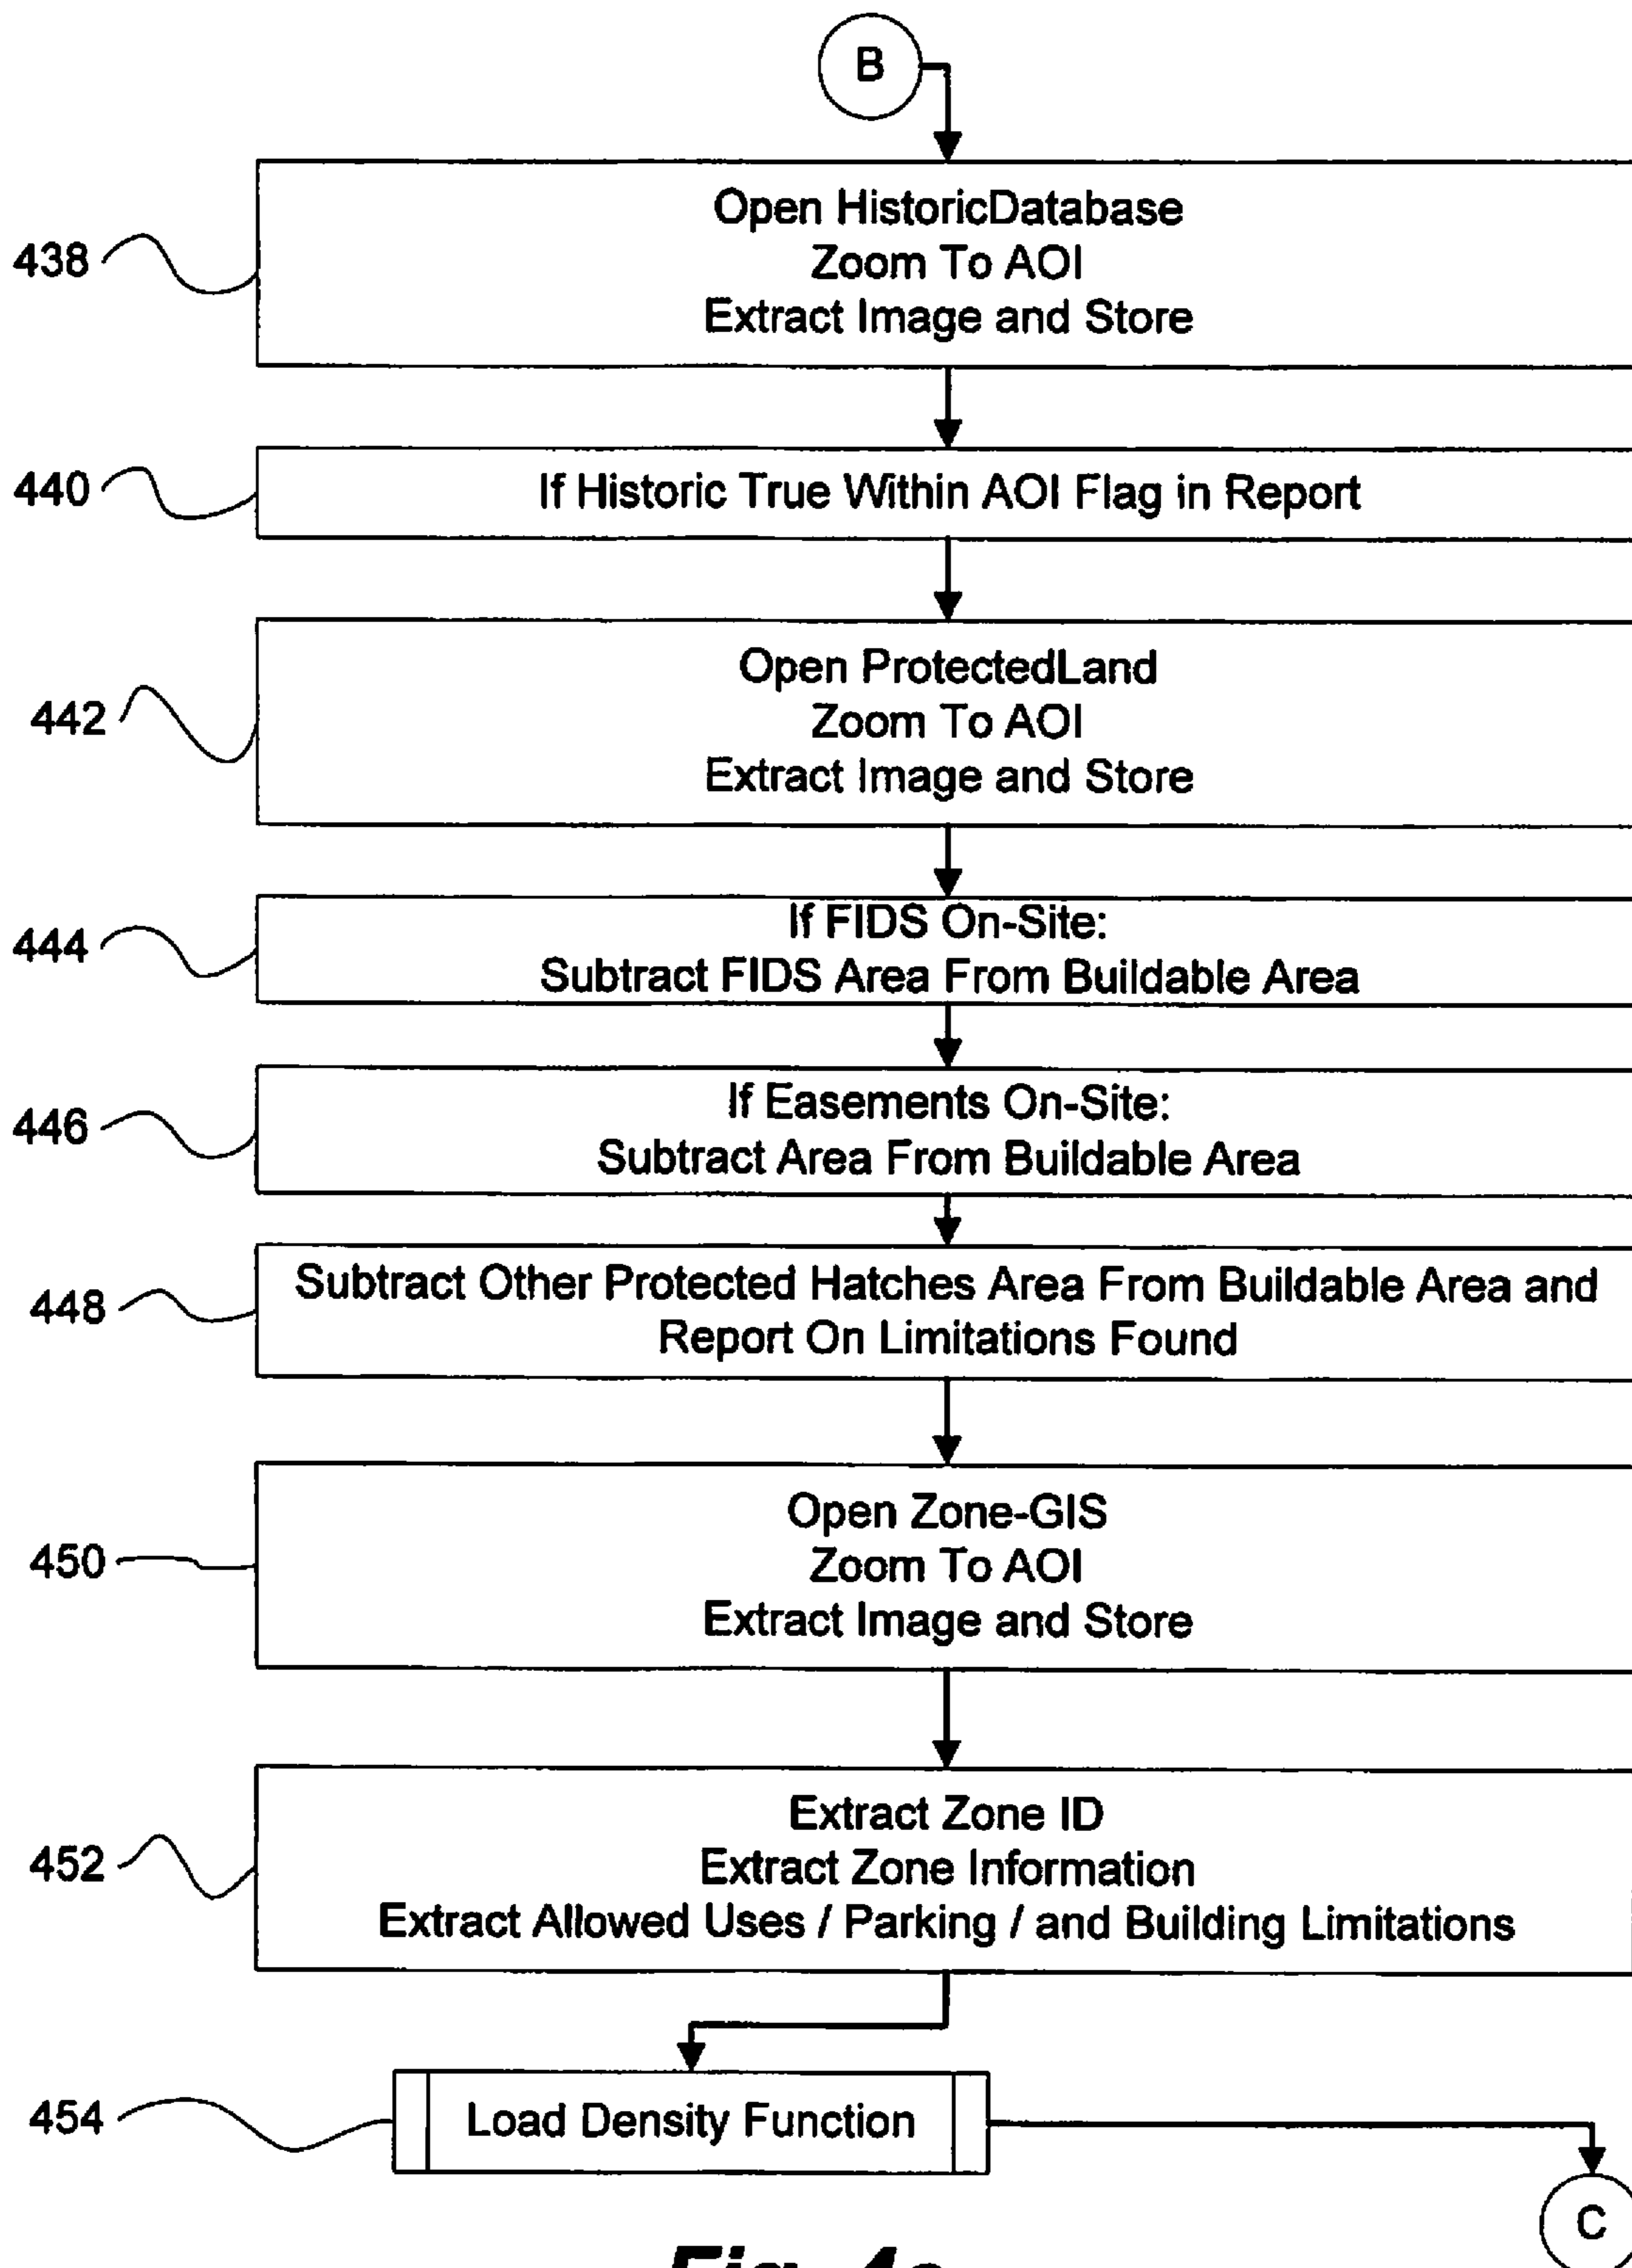 B
438
Open HistoricDatabase
Zoom To AOI
Extract Image and Store
440
If Historic True Within AOI Flag in Report
442
Open ProtectedLand
Zoom To AOI
Extract Image and Store
444
If FIDS On-Site:
Subtract FIDS Area From Buildable Area
446
If Easements On-Site:
Subtract Area From Buildable Area
448
Subtract Other Protected Hatches Area From Buildable Area and
Report On Limitations Found
450
Open Zone-GIS
Zoom To AOI
Extract Image and Store
452
Extract Zone ID
Extract Zone Information
Extract Allowed Uses / Parking / and Building Limitations
454
Load Density Function
C